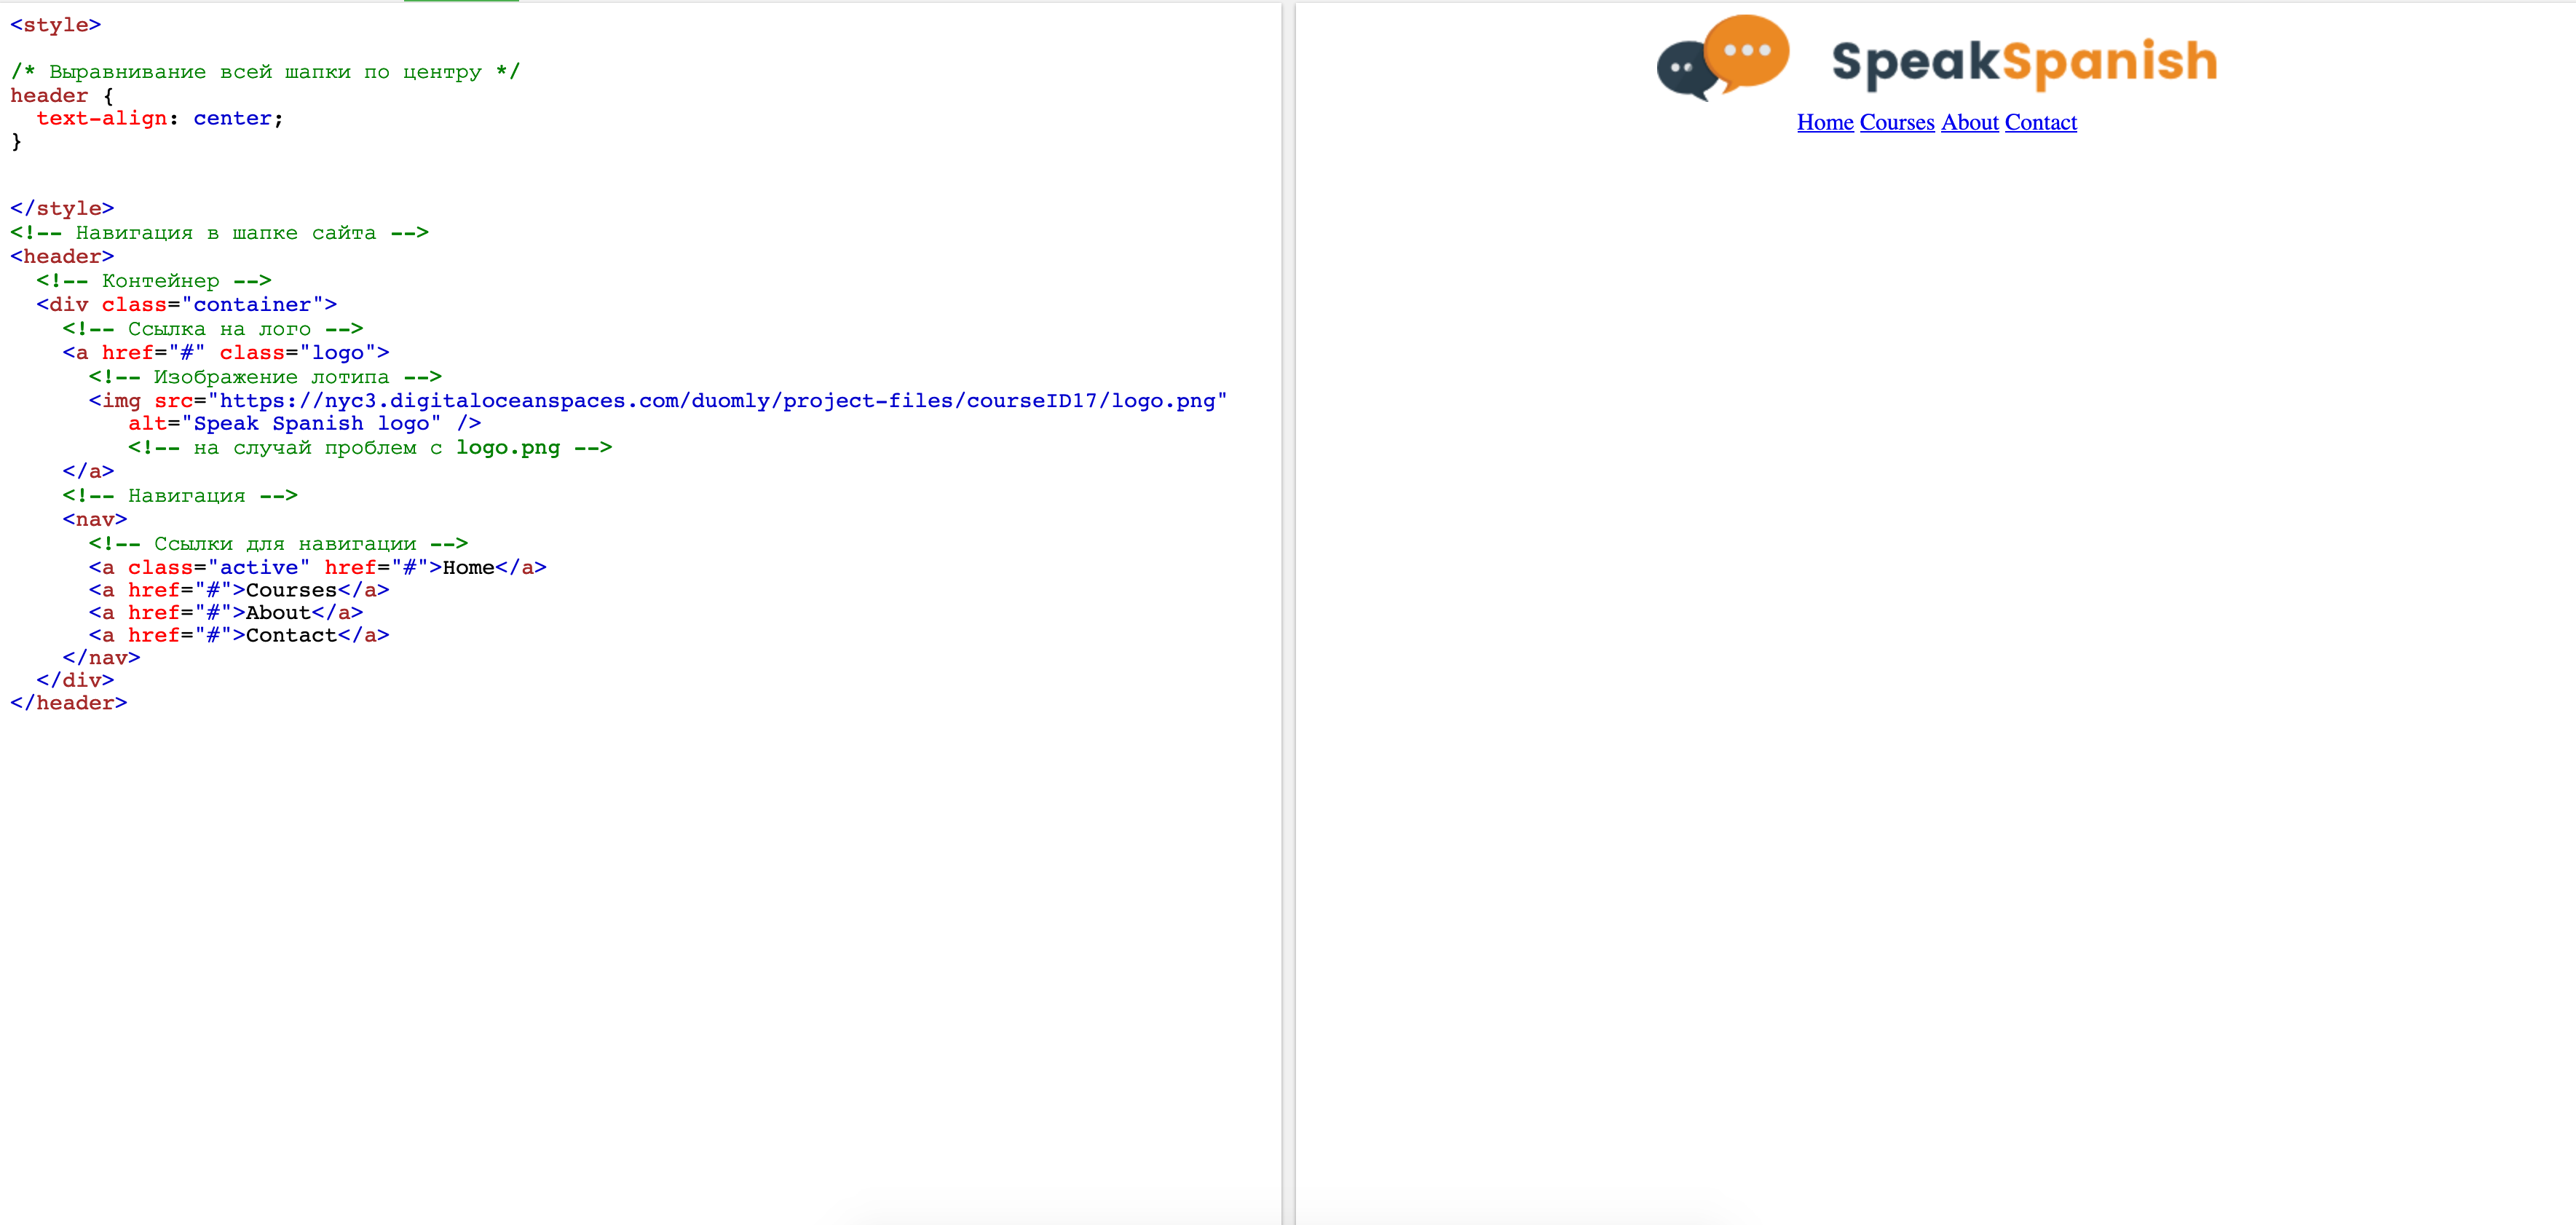 <style>
/* Выравнивание всей шапки по центру */
header {
  text-align: center;
}
</style>
<!-- Навигация в шапке сайта -->
<header>
  <!-- Контейнер -->
  <div class="container">
    <!-- Ссылка на лого -->
    <a href="#" class="logo">
      <!-- Изображение лотипа -->
      <img src="https://nyc3.digitaloceanspaces.com/duomly/project-files/courseID17/logo.png"
         alt="Speak Spanish logo" />
         <!-- на случай проблем с logo.png -->
    </a>
    <!-- Навигация -->
    <nav>
      <!-- Ссылки для навигации -->
      <a class="active" href="#">Home</a>
      <a href="#">Courses</a>
      <a href="#">About</a>
      <a href="#">Contact</a>
    </nav>
  </div>
</header>
SpeakSpanish
Home Courses About Contact